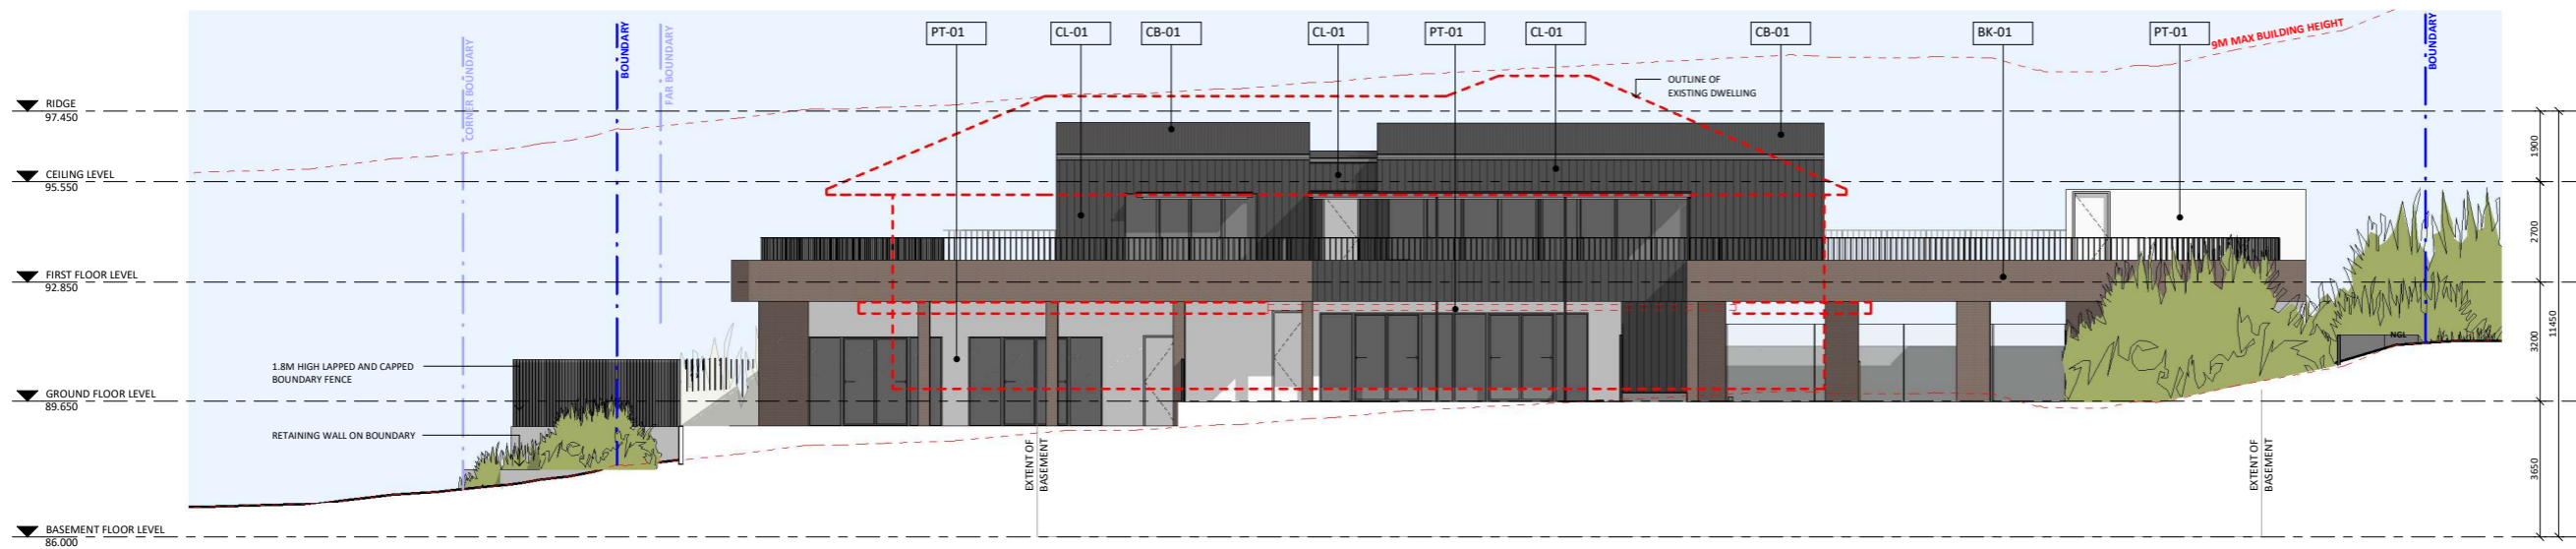 PT-01
CL-01
CB-01
CL-01
PT-01
CL-01
CB-01
BK-01
PT-01
9M MAX BUILDING HEIGHT
CORNER BOUNDARY
BOUNDARY
FAR BOUNDARY
BOUNDARY
OUTLINE OF
EXISTING DWELLING
RIDGE
97.450
CEILING LEVEL
95.550
FIRST FLOOR LEVEL
92.850
1.8M HIGH LAPPED AND CAPPED
BOUNDARY FENCE
GROUND FLOOR LEVEL
89.650
RETAINING WALL ON BOUNDARY
BASEMENT FLOOR LEVEL
86.000
EXTENT OF
BASEMENT
EXTENT OF
BASEMENT
NGL
1900
2700
3200
3650
11450